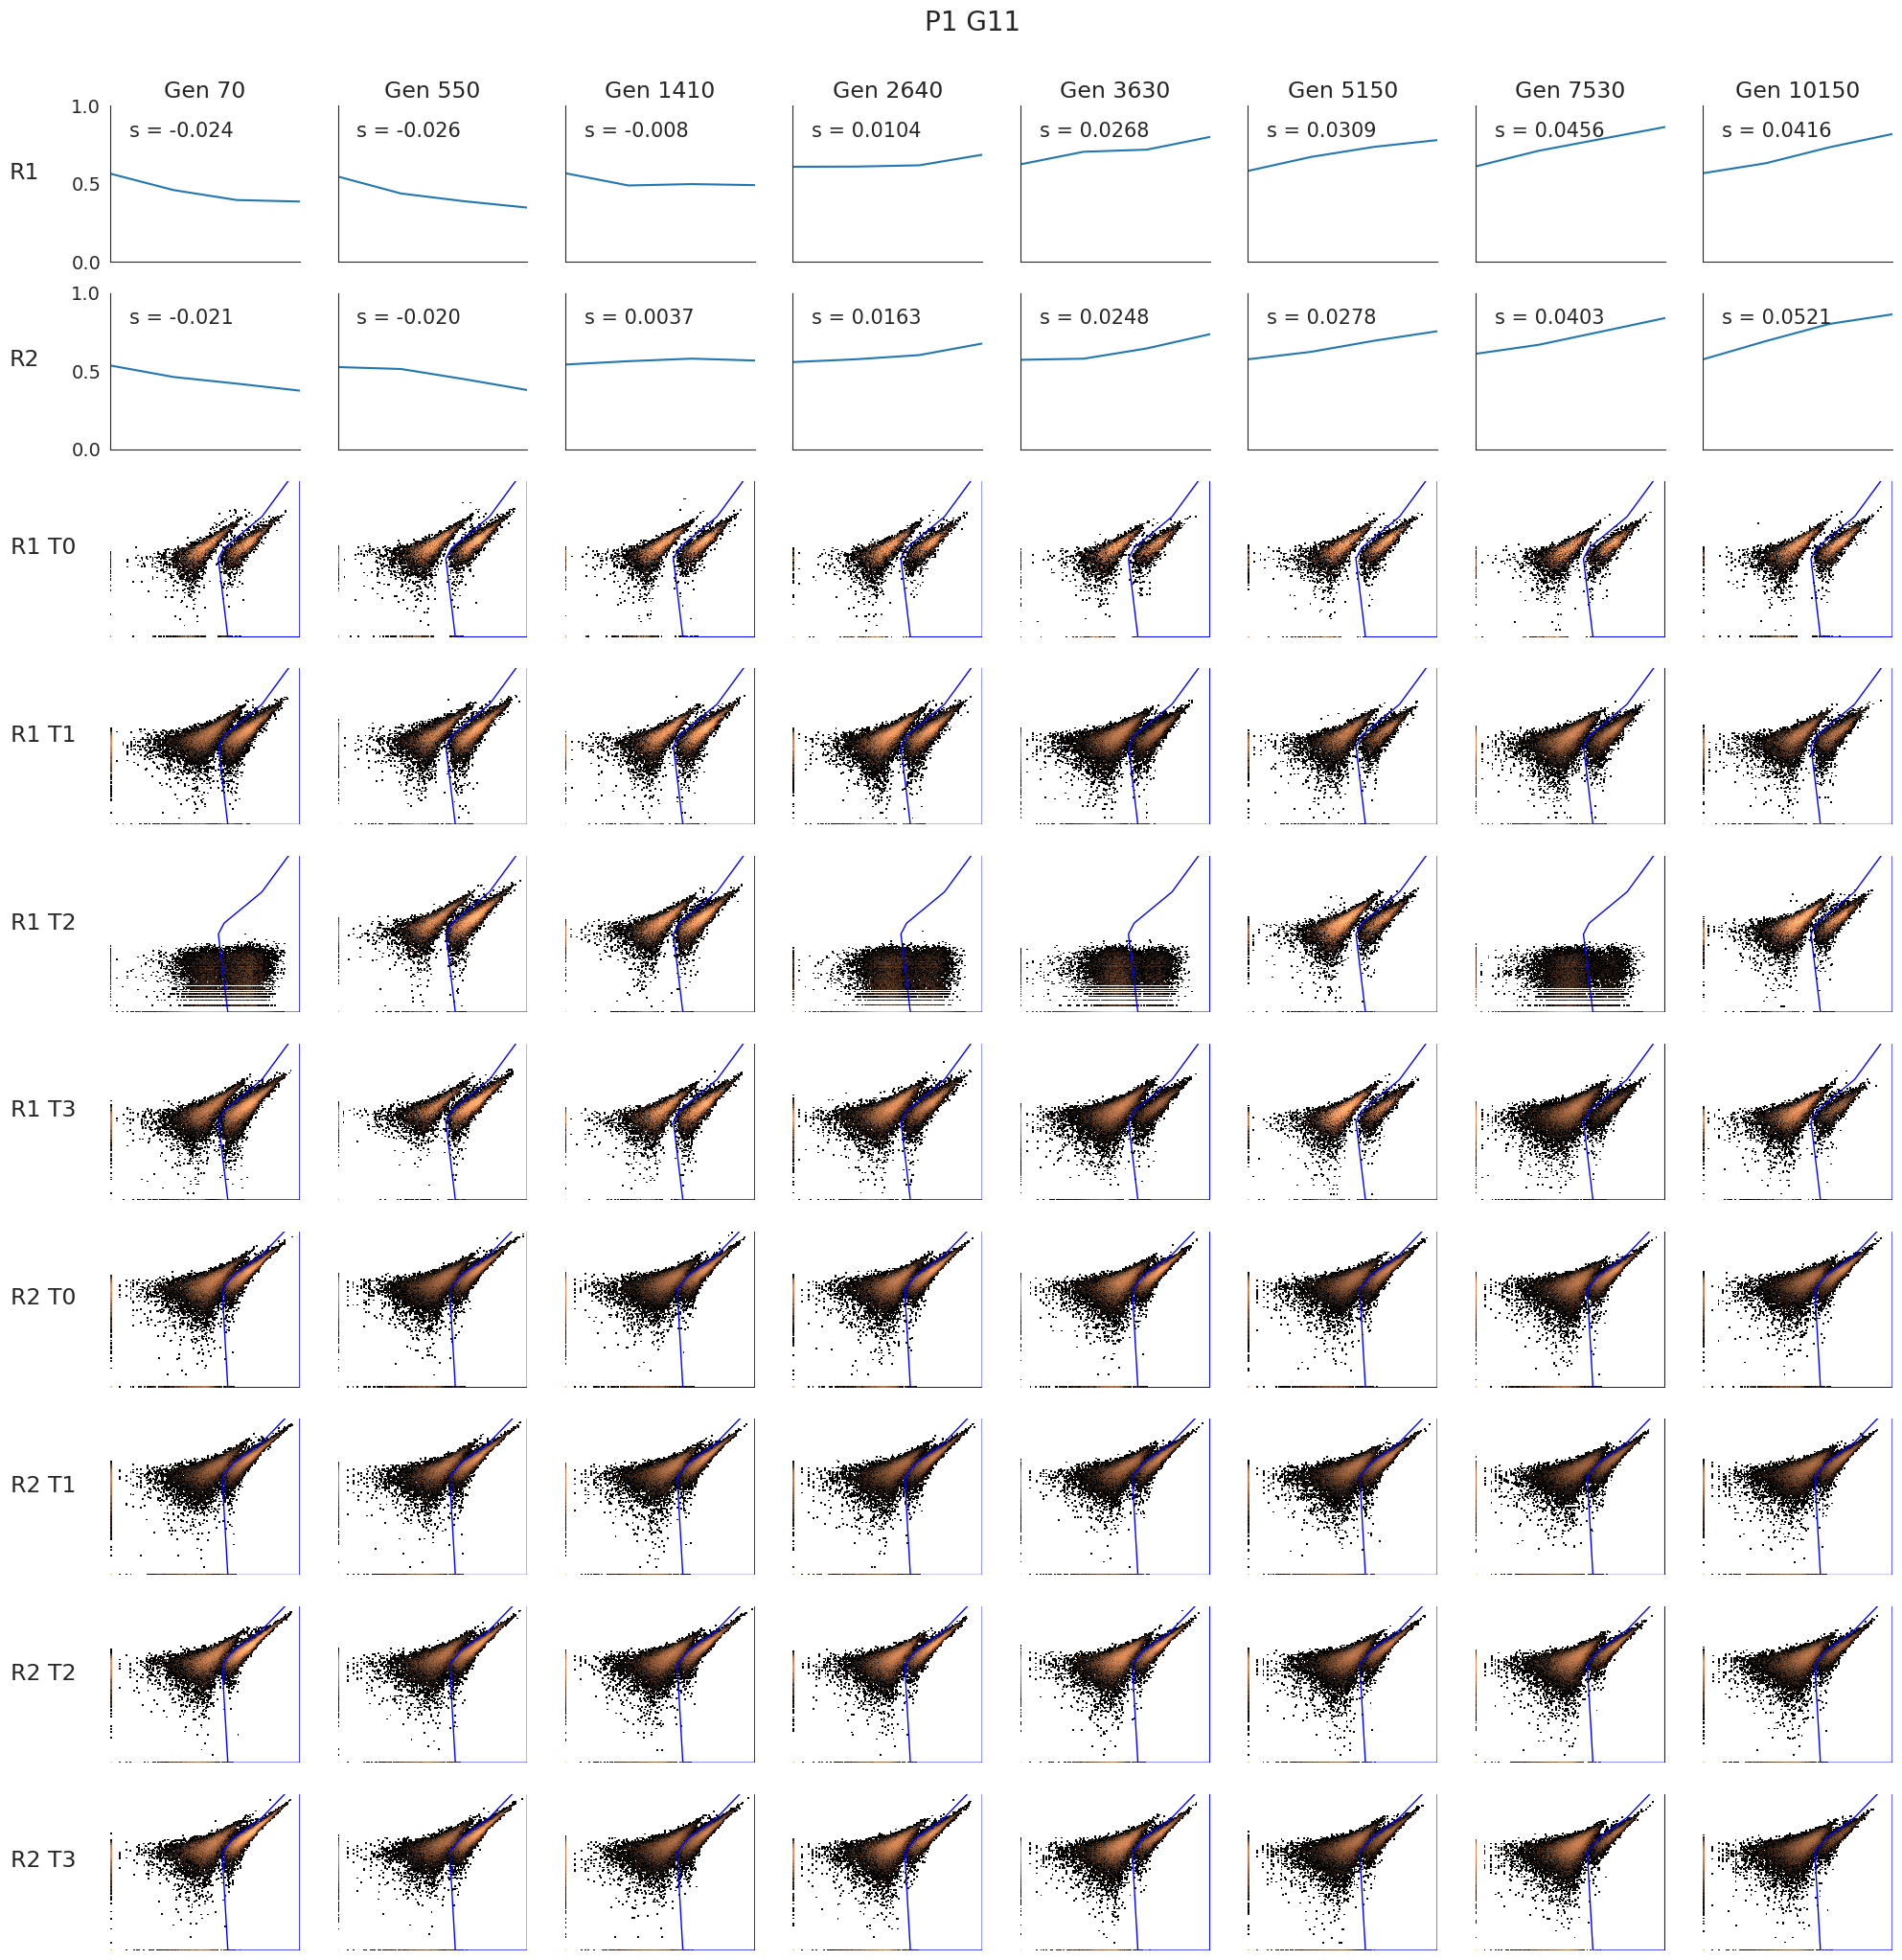 P1 G11
Gen 70 Gen 550 Gen 1410 Gen 2640 Gen 3630 Gen 5150 Gen 7530 Gen 10150
1.0
s = -0.024 s = -0.026 s = -0.008 s = 0.0104 s = 0.0268 s = 0.0309 s = 0.0456 s = 0.0416
R1
0.5
0.0
1.0
s = -0.021 s = -0.020 s = 0.0037 s = 0.0163 s = 0.0248 s = 0.0278 s = 0.0403 s = 0.0521
R2
0.5
0.0
R1 T0
R1 T1
R1 T2
R1 T3
R2 T0
R2 T1
R2 T2
R2 T3